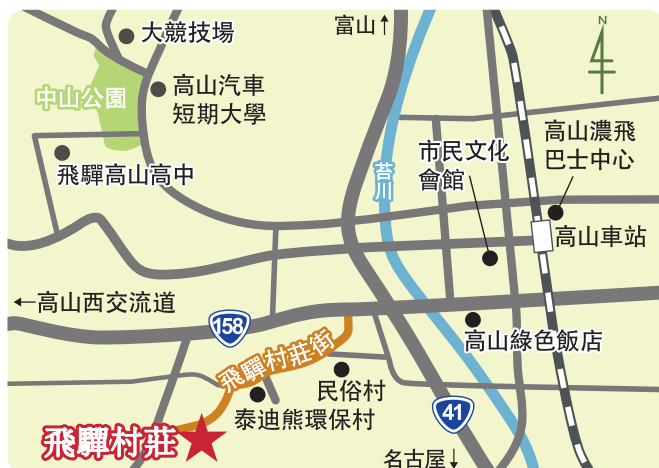 大競技場
富山↑
N
高山汽車
短期大學
中山公園
高山濃飛
巴士中心
市民文化
會館
飛驒高山高中
苔川
高山車站
←高山西交流道
158
高山綠色飯店
飛驒村莊街
民俗村
泰迪熊環保村
41
飛驒村莊
名古屋↓